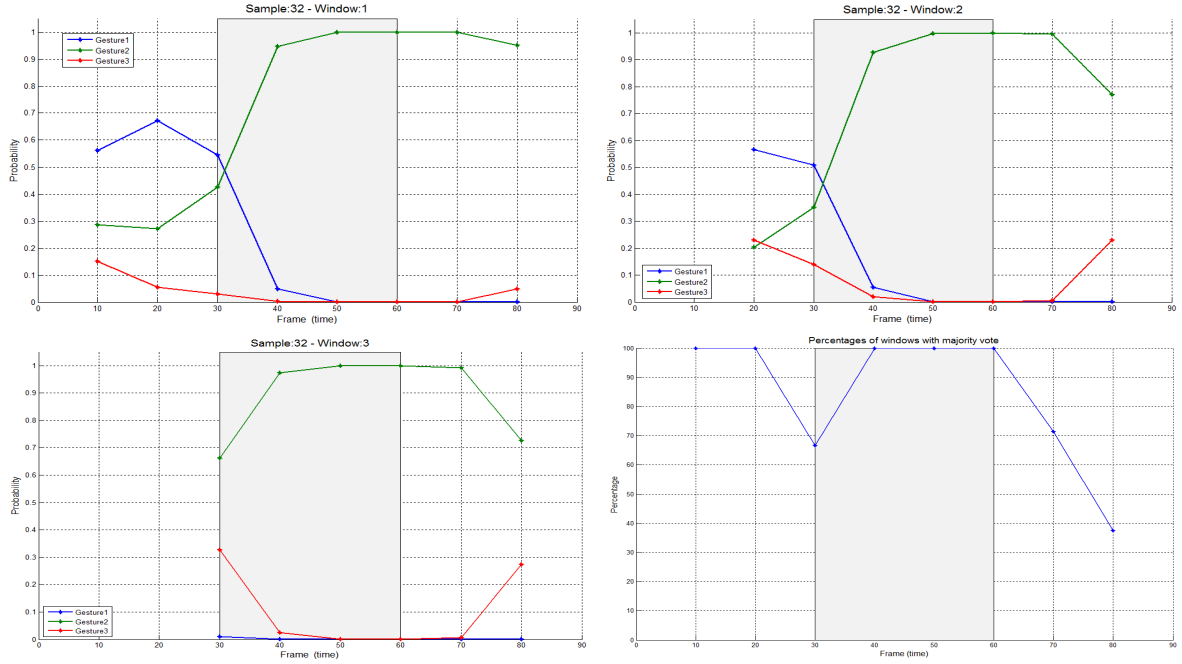 Sample:32 - Window:1
1
0.9
0.8
0.7
0.6
0.5
0.4
0.3
0.2
0.1
0
Probability
Gesture1
Gesture2
Gesture3
0 10 20 30 40 50 60 70 80 90
Frame (time)
Sample:32 - Window:2
1
0.9
0.8
0.7
0.6
0.5
0.4
0.3
0.2
0.1
0
Probability
Gesture1
Gesture2
Gesture3
0 10 20 30 40 50 60 70 80 90
Frame (time)
Sample:32 - Window:3
1
0.9
0.8
0.7
0.6
0.5
0.4
0.3
0.2
0.1
0
Probability
Gesture1
Gesture2
Gesture3
0 10 20 30 40 50 60 70 80 90
Frame (time)
Percentages of windows with majority vote
100
90
80
70
60
50
40
30
20
10
0
Percentage
0 10 20 30 40 50 60 70 80 90
Frame (time)